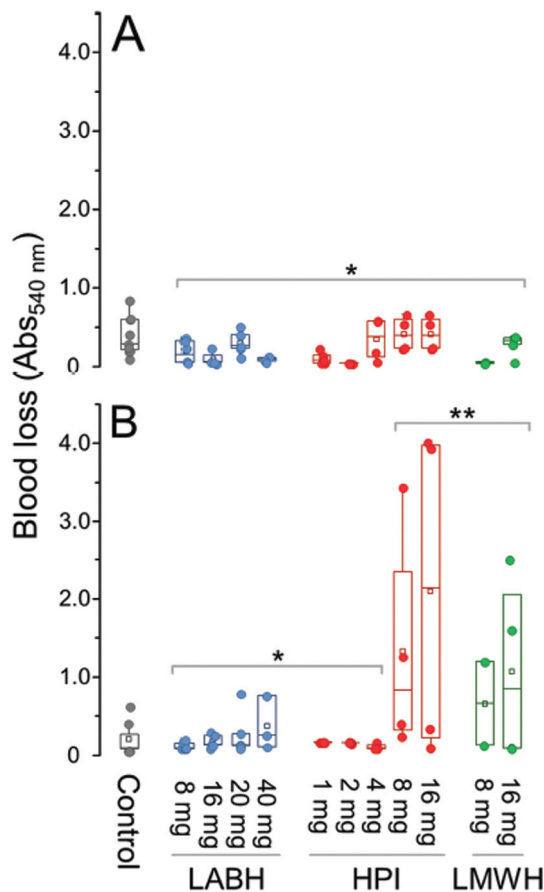 A
4.0
3.0
2.0
1.0
0
*
B
4.0
3.0
2.0
1.0
0
*
**
Blood loss (Abs540 nm)
Control
8 mg
16 mg
20 mg
40 mg
1 mg
2 mg
4 mg
8 mg
16 mg
8 mg
16 mg
LABH
HPI
LMWH